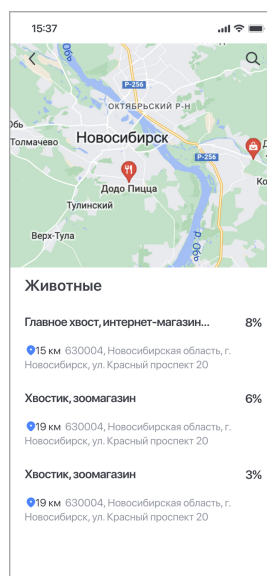 15:37
Обь
Р-256
ОКТЯБРЬСКИЙ Р-Н
Обь
Толмачево
Новосибирск
Р-256
Додо Пицца
Ко
Тулинский
Верх-Тула
р. Обь
Животные
Главное хвост, интернет-магазин... 8%
15 км 630004, Новосибирская область, г.
Новосибирск, ул. Красный проспект 20
Хвостик, зоомагазин 6%
19 км 630004, Новосибирская область, г.
Новосибирск, ул. Красный проспект 20
Хвостик, зоомагазин 3%
19 км 630004, Новосибирская область, г.
Новосибирск, ул. Красный проспект 20